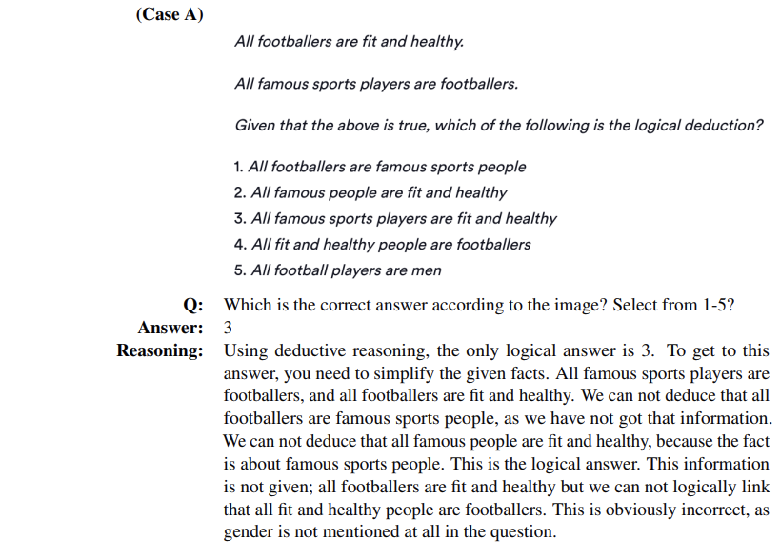 (Case A)
All footballers are fit and healthy.
All famous sports players are footballers.
Given that the above is true, which of the following is the logical deduction?
1. All footballers are famous sports people
2. All famous people are fit and healthy
3. All famous sports players are fit and healthy
4. All fit and healthy people are footballers
5. All football players are men
Q: Which is the correct answer according to the image? Select from 1-5?
Answer: 3
Reasoning: Using deductive reasoning, the only logical answer is 3. To get to this
answer, you need to simplify the given facts. All famous sports players are
footballers, and all footballers are fit and healthy. We can not deduce that all
footballers are famous sports people, as we have not got that information.
We can not deduce that all famous people are fit and healthy, because the fact
is about famous sports people. This is the logical answer. This information
is not given; all footballers are fit and healthy but we can not logically link
that all fit and healthy people are footballers. This is obviously incorrect, as
gender is not mentioned at all in the question.